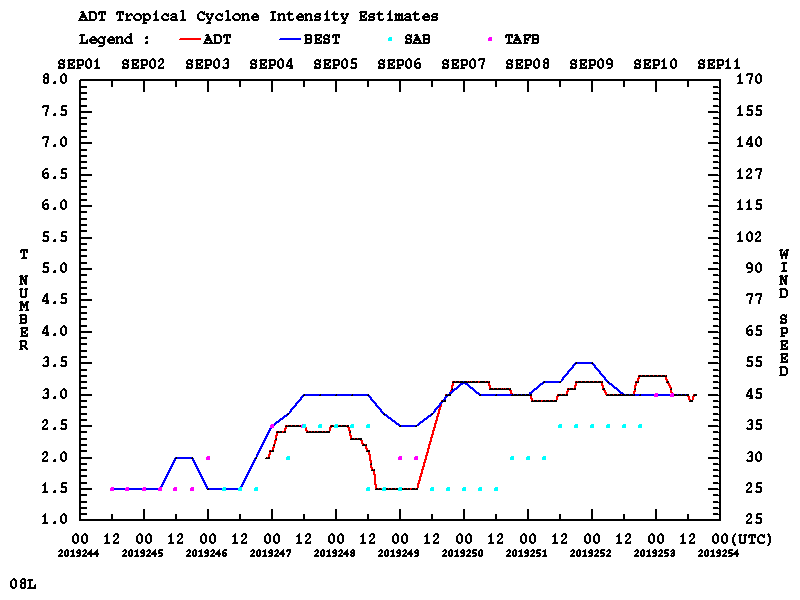 ADT Tropical Cyclone Intensity Estimates
Legend : ADT BEST SAB TAFB
SEP01 SEP02 SEP03 SEP04 SEP05 SEP06 SEP07 SEP08 SEP09 SEP10 SEP11
8.0 170
7.5 155
7.0 140
6.5 127
6.0 115
5.5 102
5.0 90
4.5 77
4.0 65
3.5 55
3.0 45
2.5 35
2.0 30
1.5 25
1.0 25
T NUMBER
WIND SPEED
00 12 00 12 00 12 00 12 00 12 00 12 00 12 00 12 00 12 00 12 00 (UTC)
2019244 2019245 2019246 2019247 2019248 2019249 2019250 2019251 2019252 2019253 2019254
08L